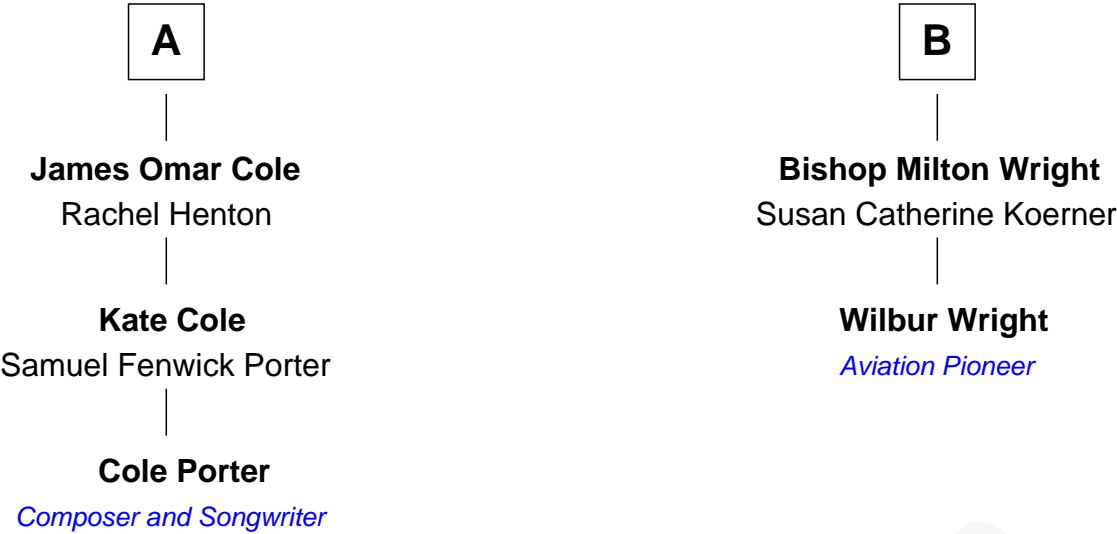 A
James Omar Cole
Rachel Henton
Kate Cole
Samuel Fenwick Porter
Cole Porter
Composer and Songwriter
B
Bishop Milton Wright
Susan Catherine Koerner
Wilbur Wright
Aviation Pioneer